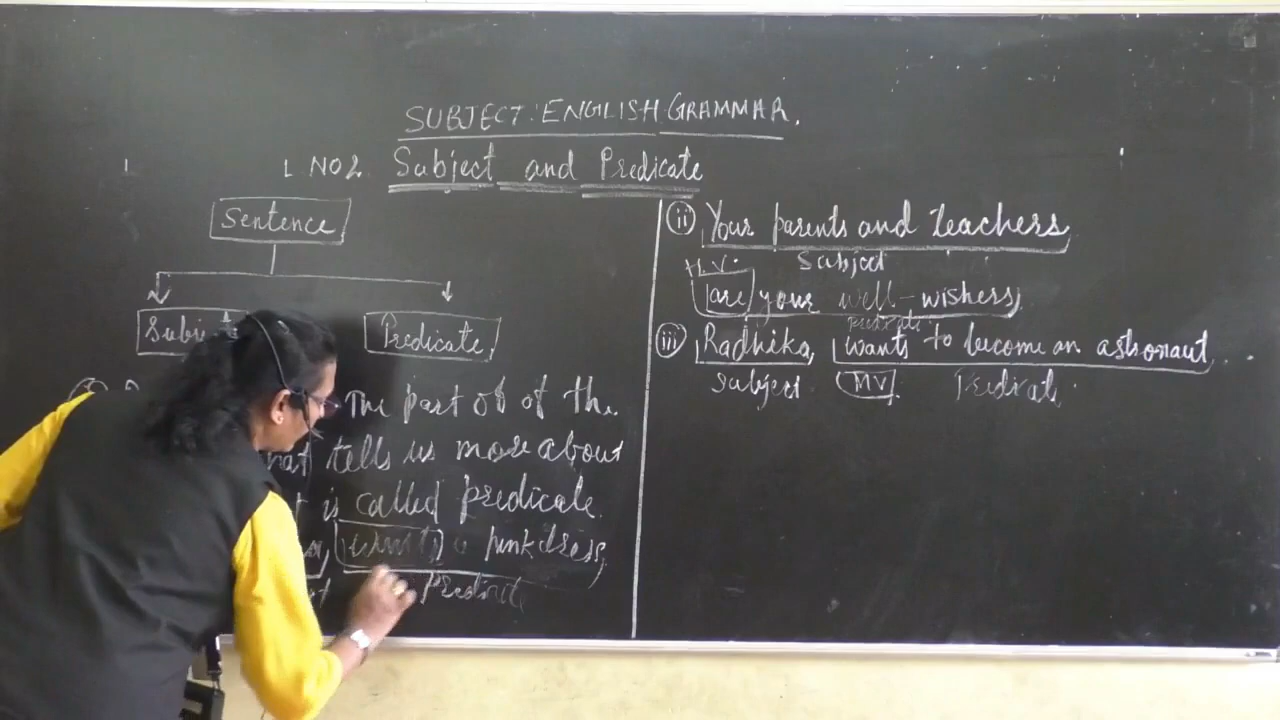 SUBJECT: ENGLISH GRAMMAR.
L NO2. Subject and Predicate
Sentence
Predicate
The part of of the
tells us more about
is called predicate.
wants a pink dress,
Predicate
(ii) Your parents and teachers
Subject
H.V.
are your well-wishers,
Predicate
(iii) Radhika, wants to become an astronaut
Subject MV Predicate